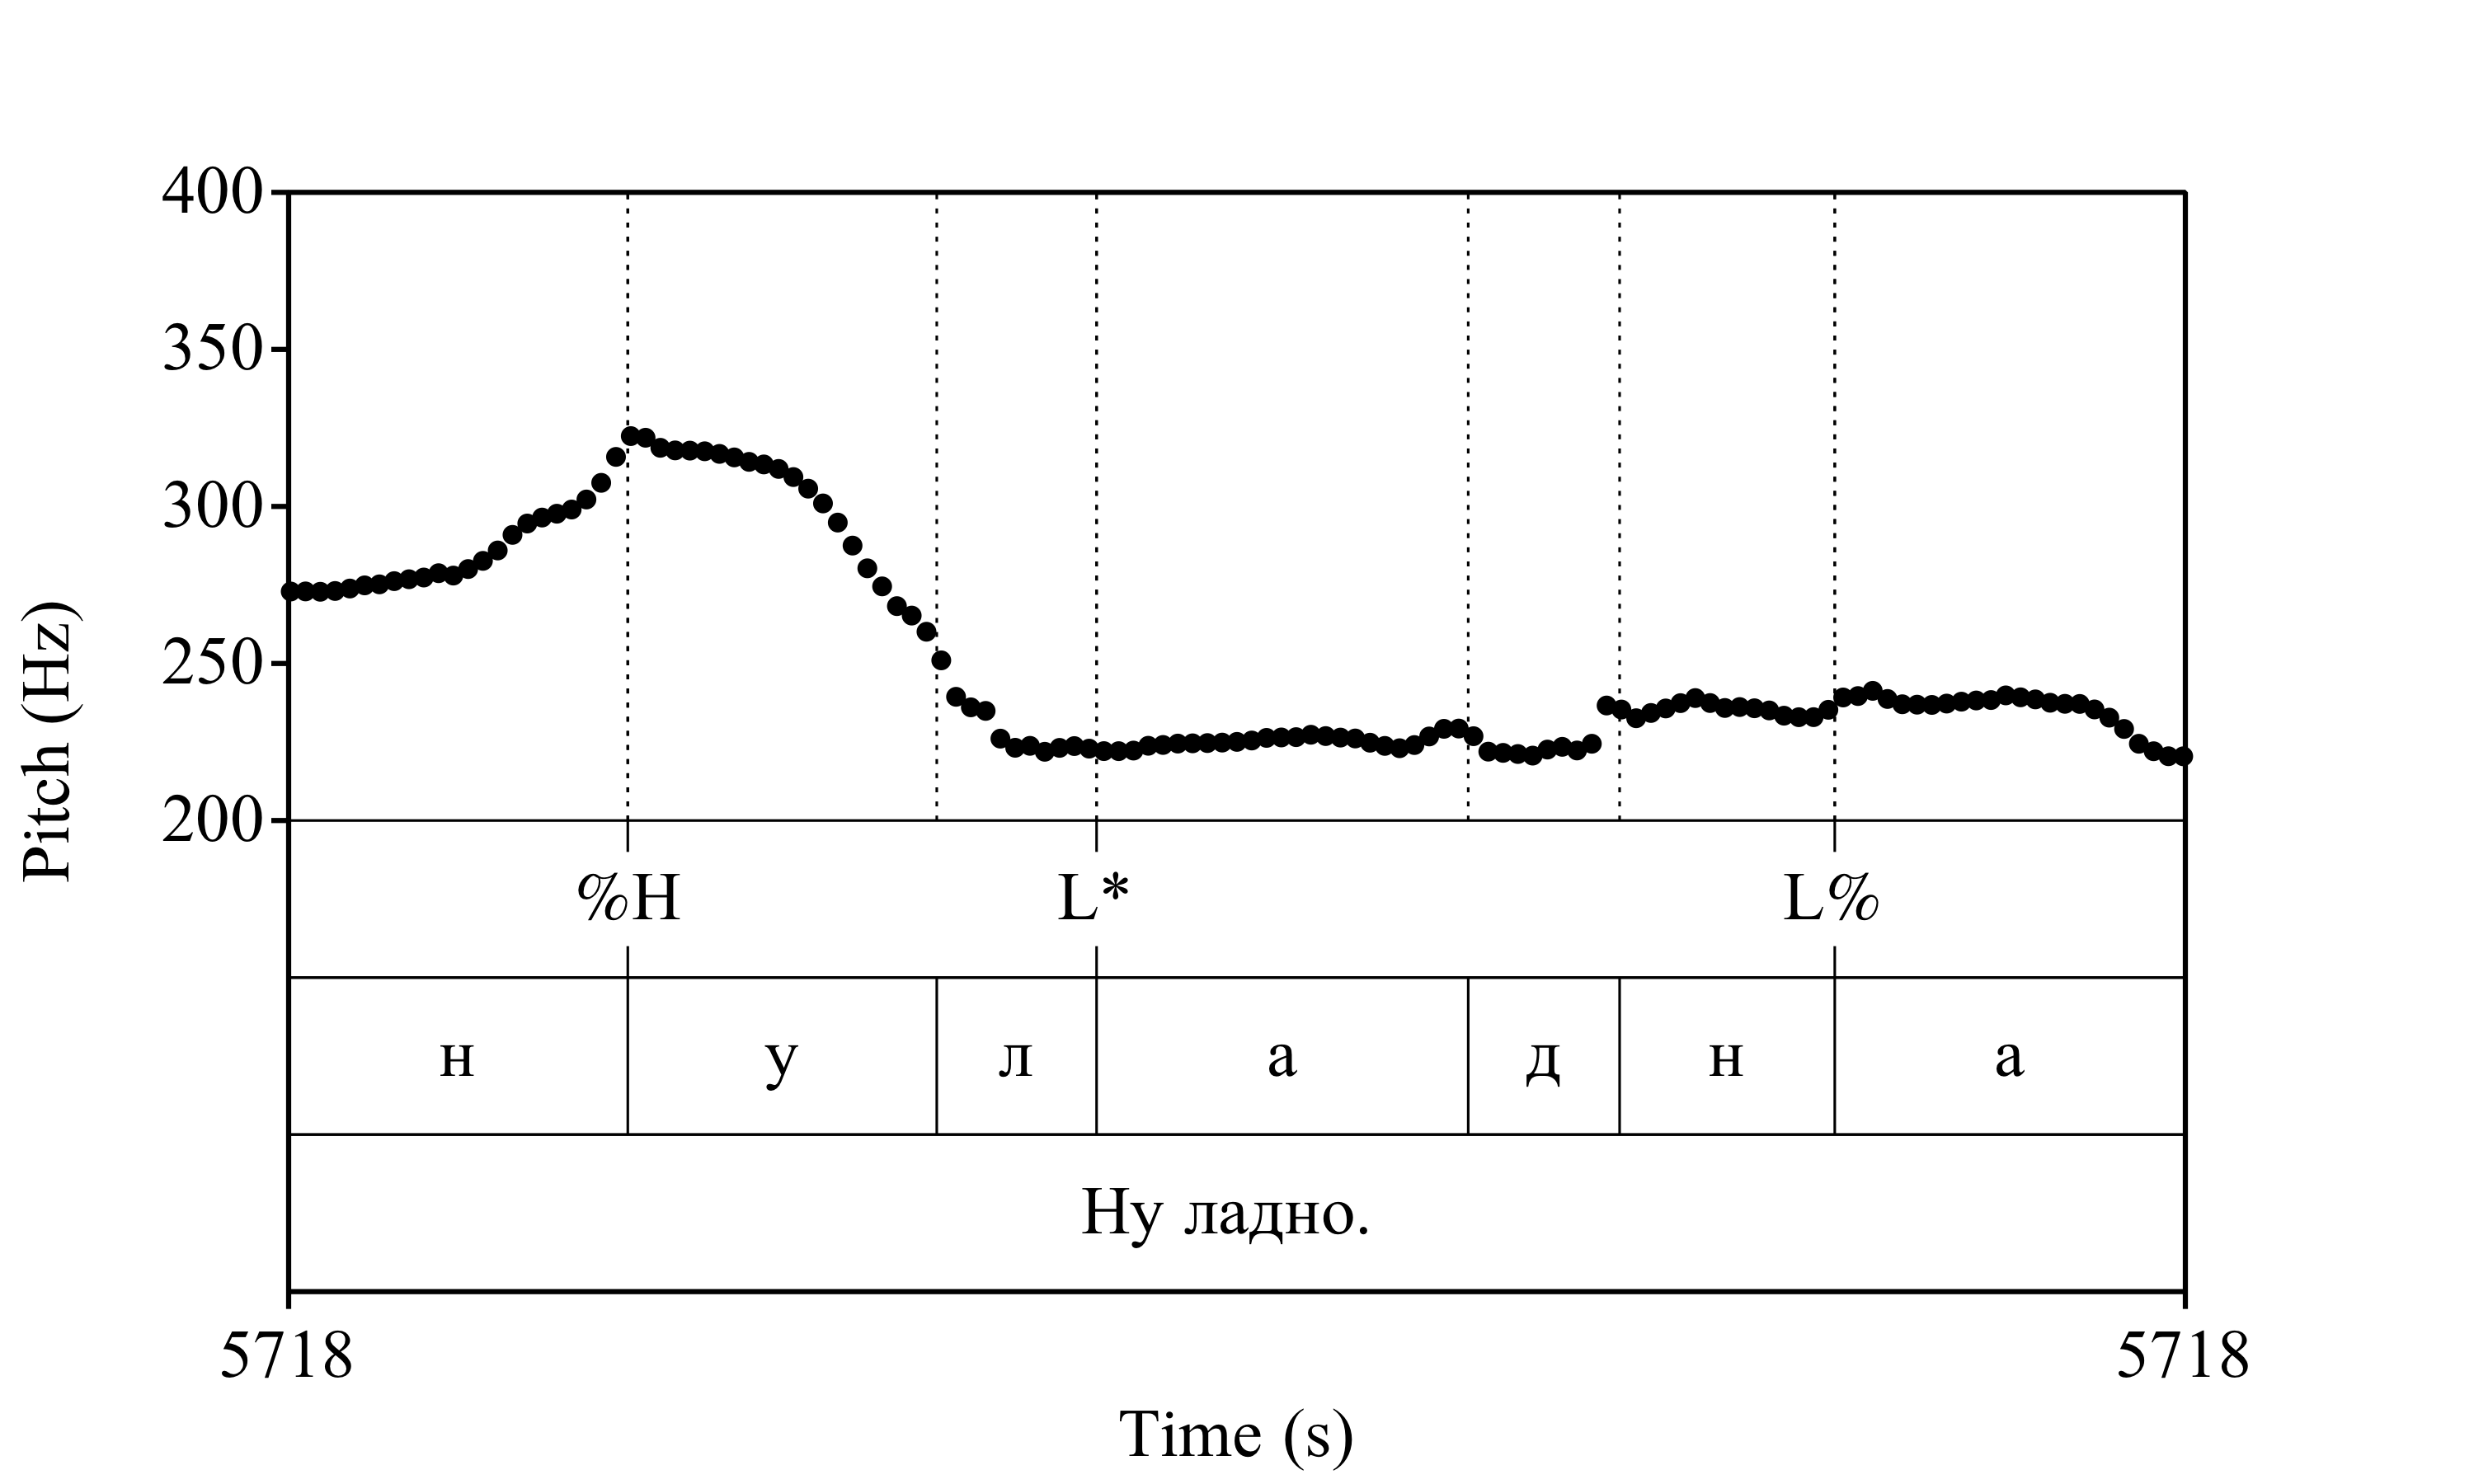 400
350
300
250
200
Pitch (Hz)
%H L* L%
н у л а д н а
Ну ладно.
5718 5718
Time (s)